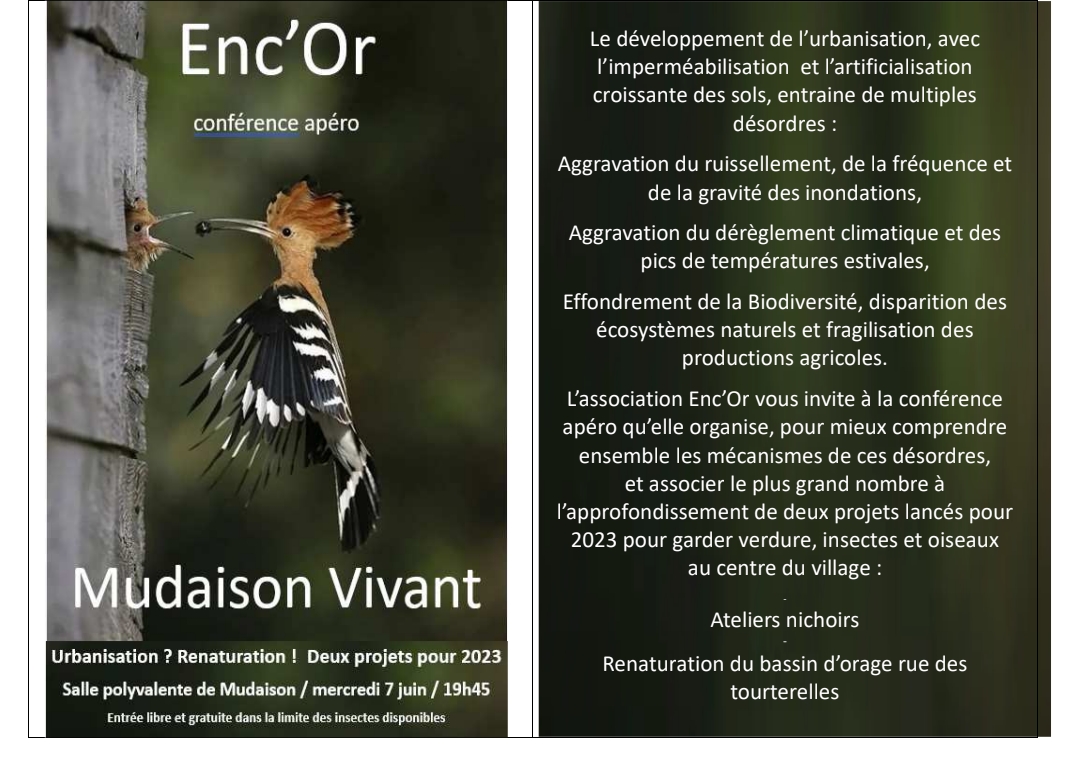 Enc’Or
conférence apéro
Mudaison Vivant
Urbanisation ? Renaturation ! Deux projets pour 2023
Salle polyvalente de Mudaison / mercredi 7 juin / 19h45
Entrée libre et gratuite dans la limite des insectes disponibles
Le développement de l’urbanisation, avec
l’imperméabilisation et l’artificialisation
croissante des sols, entraine de multiples
désordres :
Aggravation du ruissellement, de la fréquence et
de la gravité des inondations,
Aggravation du dérèglement climatique et des
pics de températures estivales,
Effondrement de la Biodiversité, disparition des
écosystèmes naturels et fragilisation des
productions agricoles.
L’association Enc’Or vous invite à la conférence
apéro qu’elle organise, pour mieux comprendre
ensemble les mécanismes de ces désordres,
et associer le plus grand nombre à
l’approfondissement de deux projets lancés pour
2023 pour garder verdure, insectes et oiseaux
au centre du village :
-
Ateliers nichoirs
-
Renaturation du bassin d’orage rue des
tourterelles